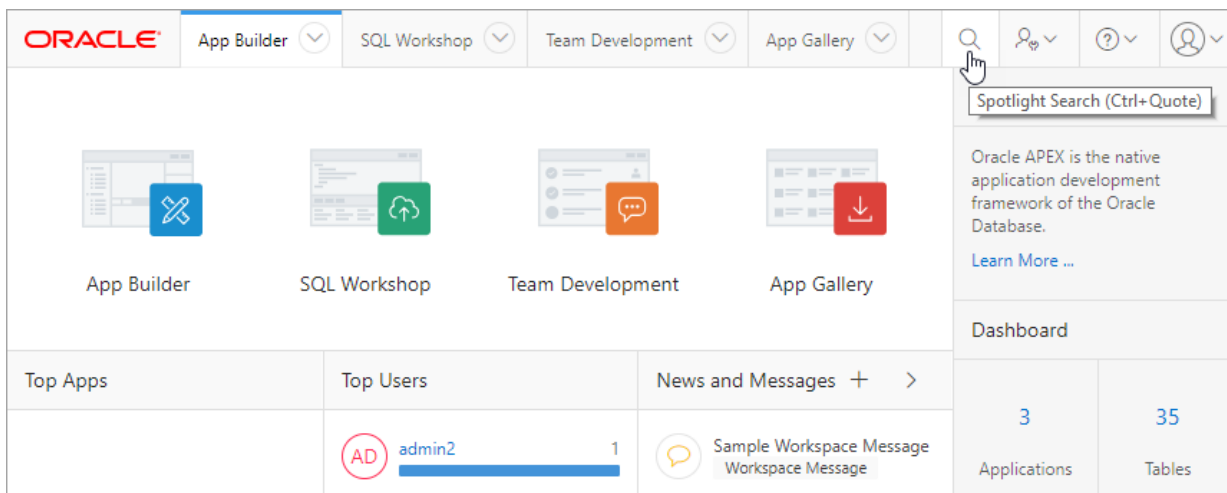 ORACLE
App Builder
SQL Workshop
Team Development
App Gallery
Spotlight Search (Ctrl+Quote)
Oracle APEX is the native
application development
framework of the Oracle
Database.
Learn More ...
App Builder
SQL Workshop
Team Development
App Gallery
Dashboard
Top Apps
Top Users
News and Messages
3
35
Applications
Tables
AD
admin2
1
Sample Workspace Message
Workspace Message